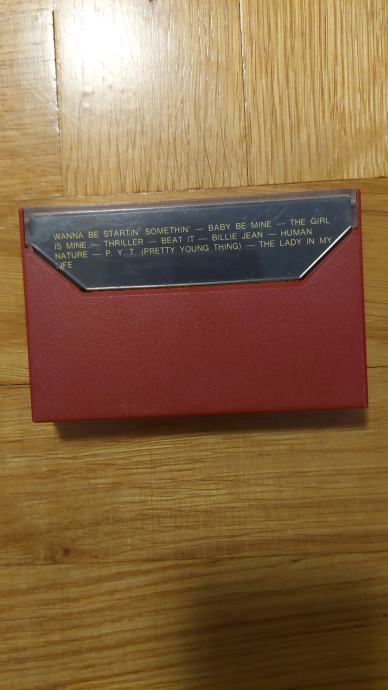 WANNA BE STARTIN' SOMETHIN' — BABY BE MINE — THE GIRL
IS MINE — THRILLER — BEAT IT — BILLIE JEAN — HUMAN
NATURE — P. Y. T. (PRETTY YOUNG THING) — THE LADY IN MY
LIFE